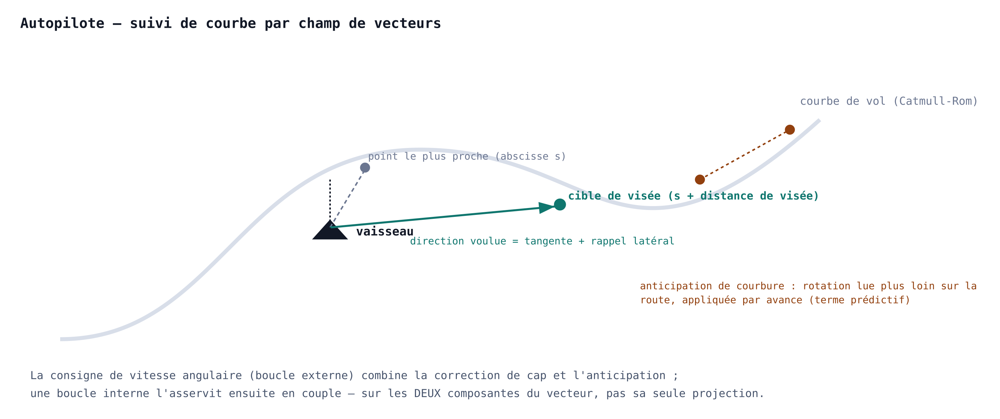 Autopilote — suivi de courbe par champ de vecteurs
courbe de vol (Catmull-Rom)
point le plus proche (abscisse s)
cible de visée (s + distance de visée)
vaisseau
direction voulue = tangente + rappel latéral
anticipation de courbure : rotation lue plus loin sur la
route, appliquée par avance (terme prédictif)
La consigne de vitesse angulaire (boucle externe) combine la correction de cap et l'anticipation ;
une boucle interne l'asservit ensuite en couple — sur les DEUX composantes du vecteur, pas sa seule projection.